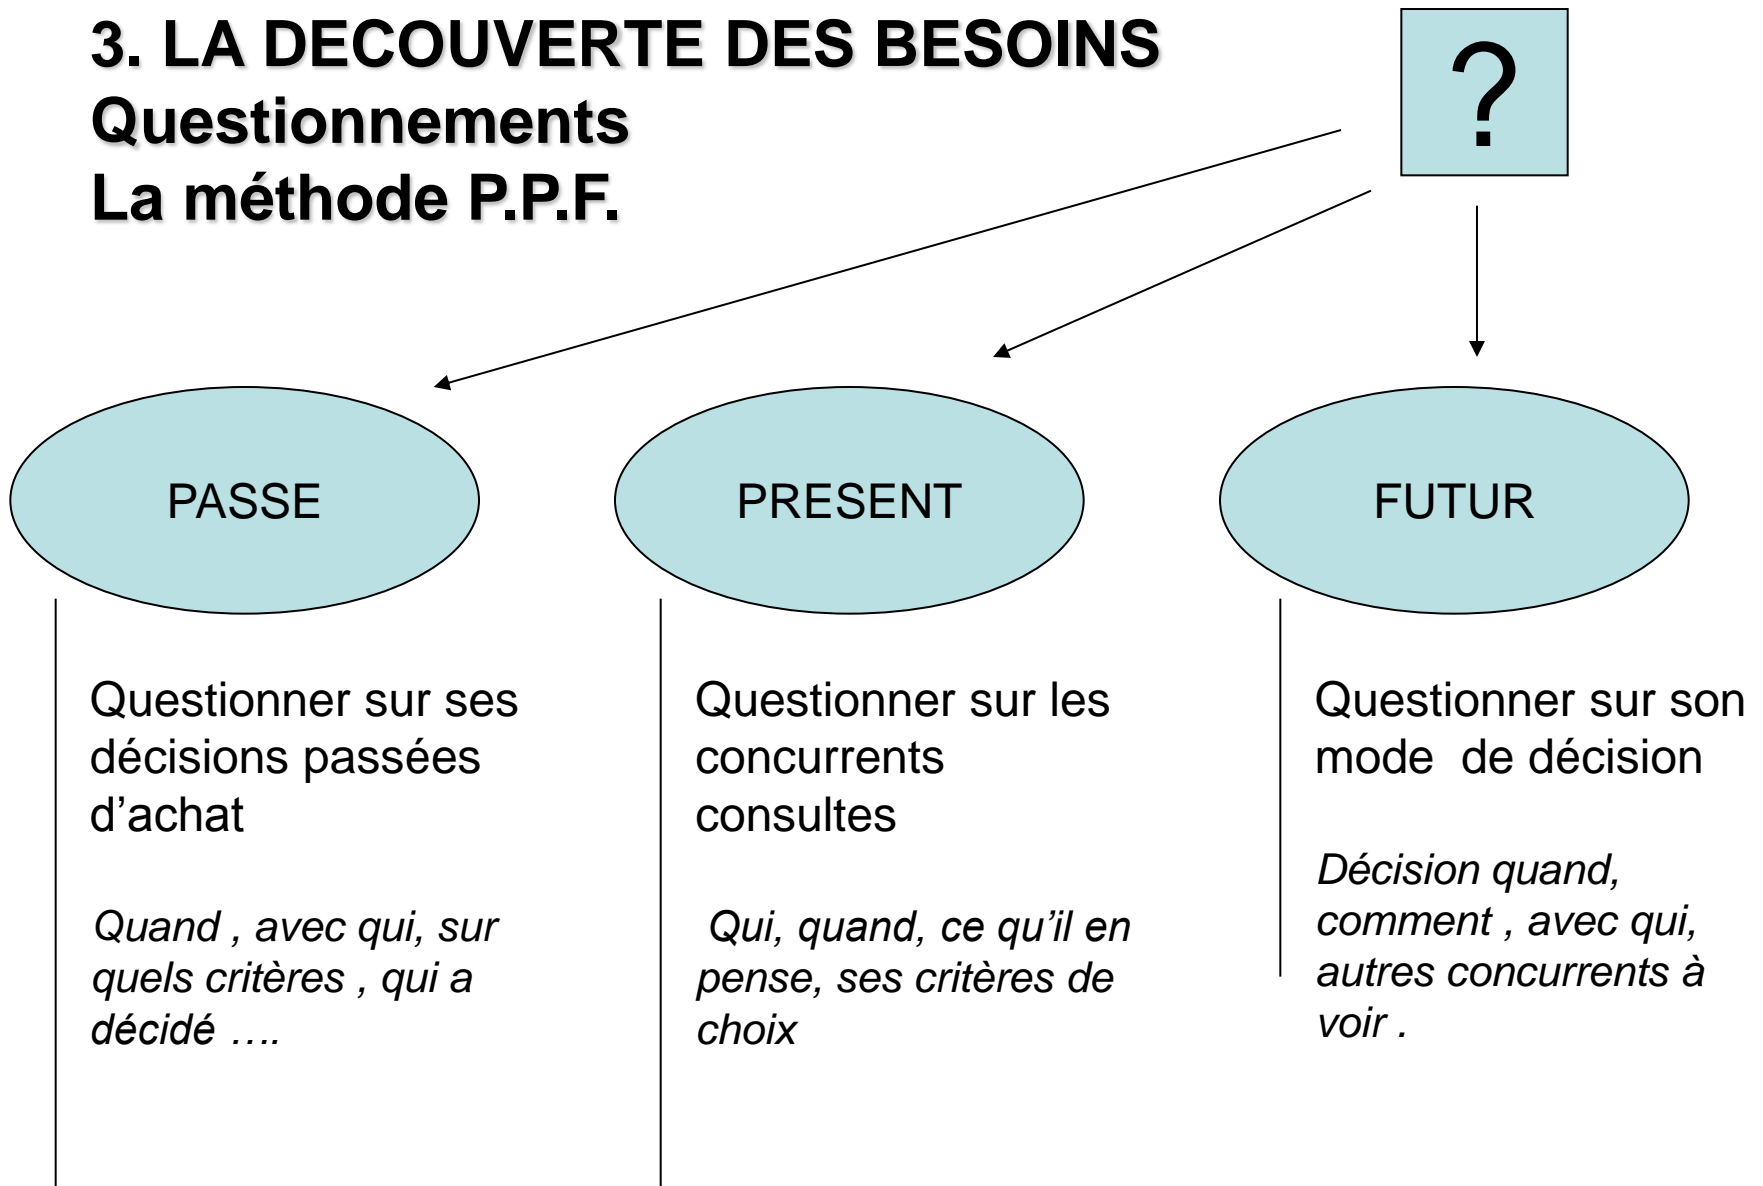 3. LA DECOUVERTE DES BESOINS
Questionnements
La méthode P.P.F.
?
PASSE
PRESENT
FUTUR
Questionner sur ses
décisions passées
d’achat
Quand , avec qui, sur
quels critères , qui a
décidé ….
Questionner sur les
concurrents
consultes
Qui, quand, ce qu’il en
pense, ses critères de
choix
Questionner sur son
mode  de décision
Décision quand,
comment , avec qui,
autres concurrents à
voir .